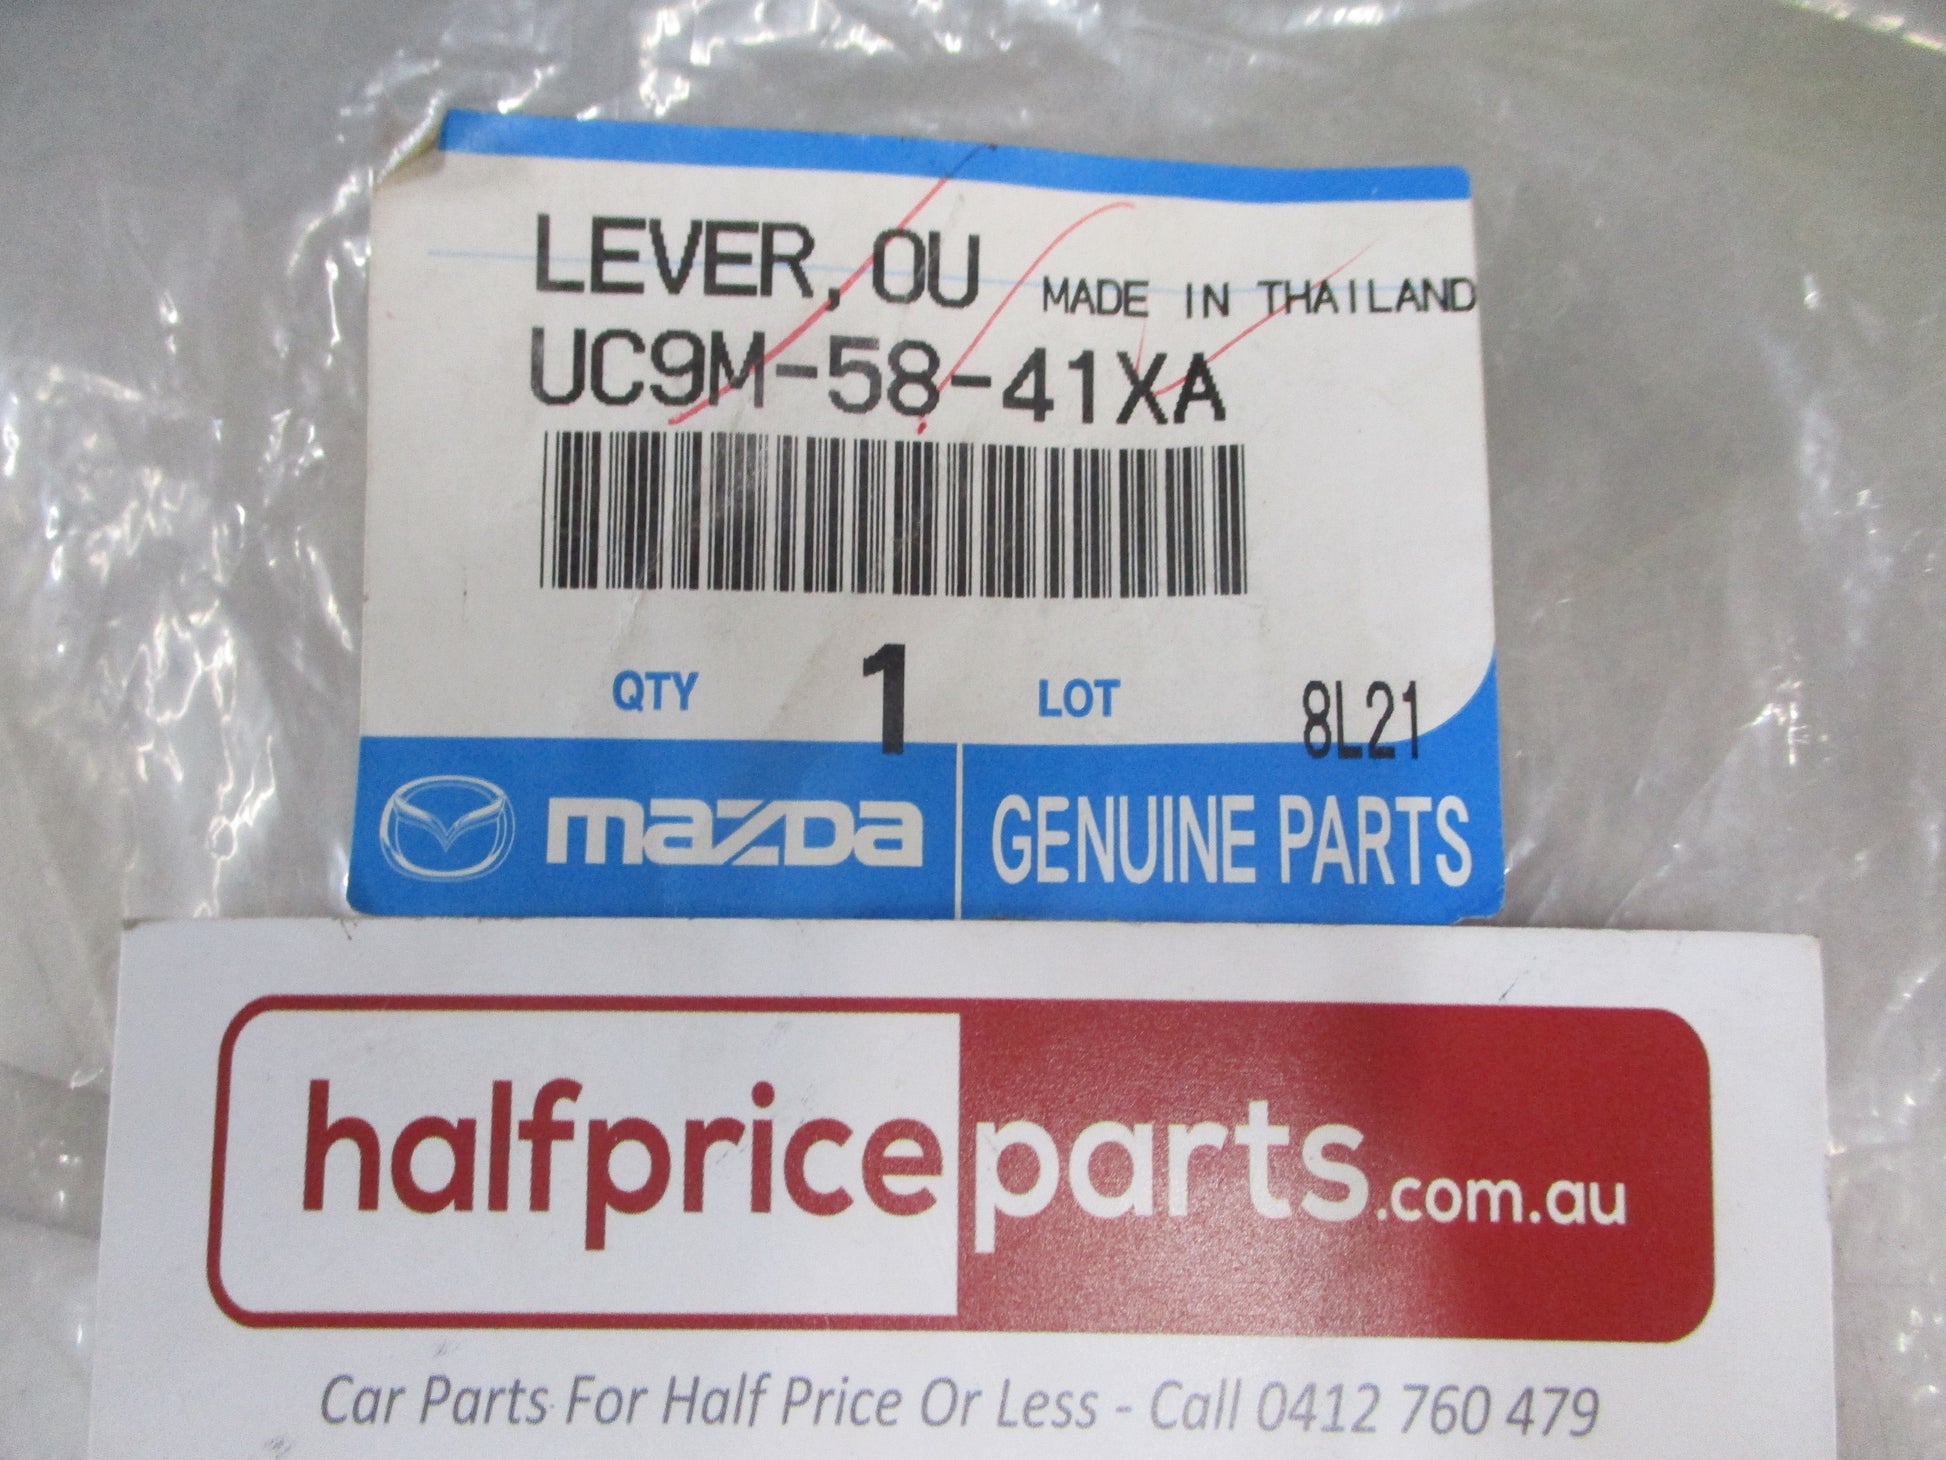 LEVER, OU MADE IN THAILAND
UC9M-58-41XA
QTY 1 LOT 8L21
mazda GENUINE PARTS
halfpriceparts.com.au
Car Parts For Half Price Or Less - Call 0412 760 479